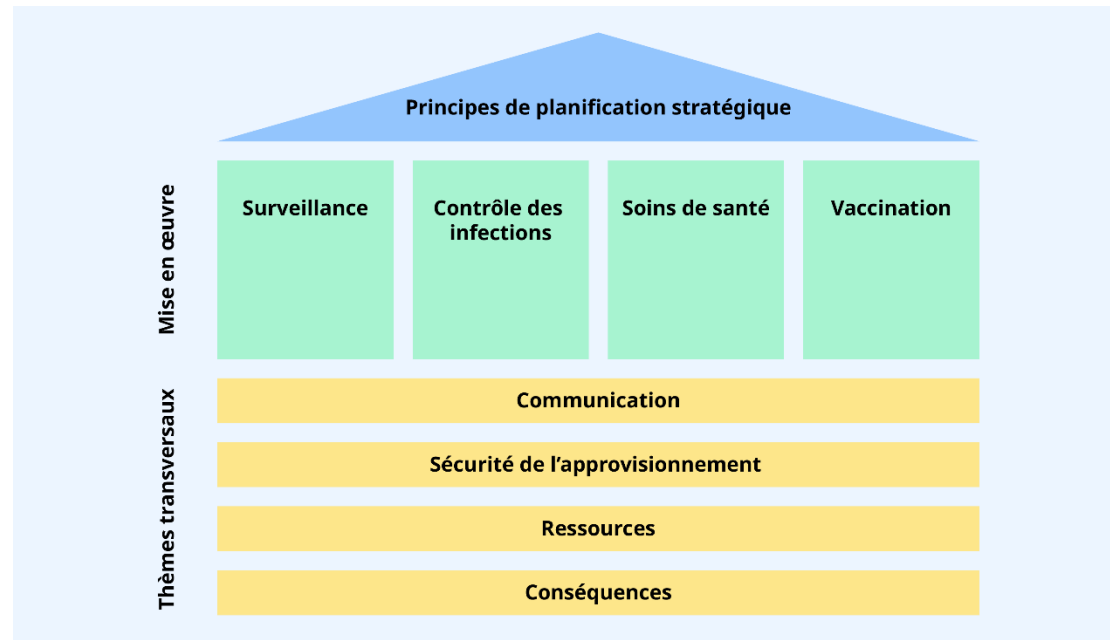 Principes de planification stratégique
Mise en œuvre
Surveillance
Contrôle des
infections
Soins de santé
Vaccination
Thèmes transversaux
Communication
Sécurité de l’approvisionnement
Ressources
Conséquences